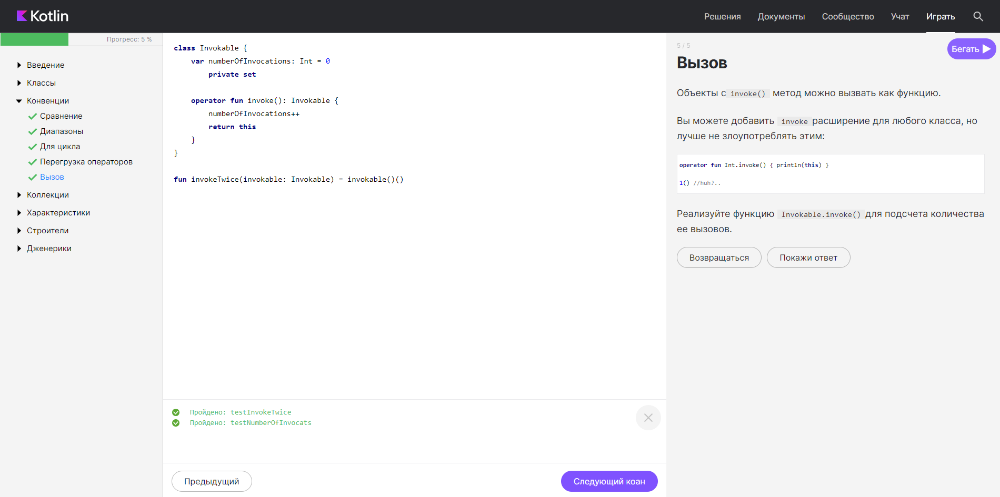 Kotlin
Решения
Документы
Сообщество
Учат
Играть
Прогресс: 5 %
Введение
Классы
Конвенции
Сравнение
Диапазоны
Для цикла
Перегрузка операторов
Вызов
Коллекции
Характеристики
Строители
Дженерики
class Invokable {
var numberOfInvocations: Int = 0
private set
operator fun invoke(): Invokable {
numberOfInvocations++
return this
}
}
fun invokeTwice(invokable: Invokable) = invokable()()
Пройдено: testInvokeTwice
Пройдено: testNumberOfInvocats
Предыдущий
Следующий коан
5 / 5
Бегать
Вызов
Объекты с invoke() метод можно вызвать как функцию.
Вы можете добавить invoke расширение для любого класса, но
лучше не злоупотреблять этим:
operator fun Int.invoke() { println(this) }
1() //huh?..
Реализуйте функцию Invokable.invoke() для подсчета количества
ее вызовов.
Возвращаться
Покажи ответ